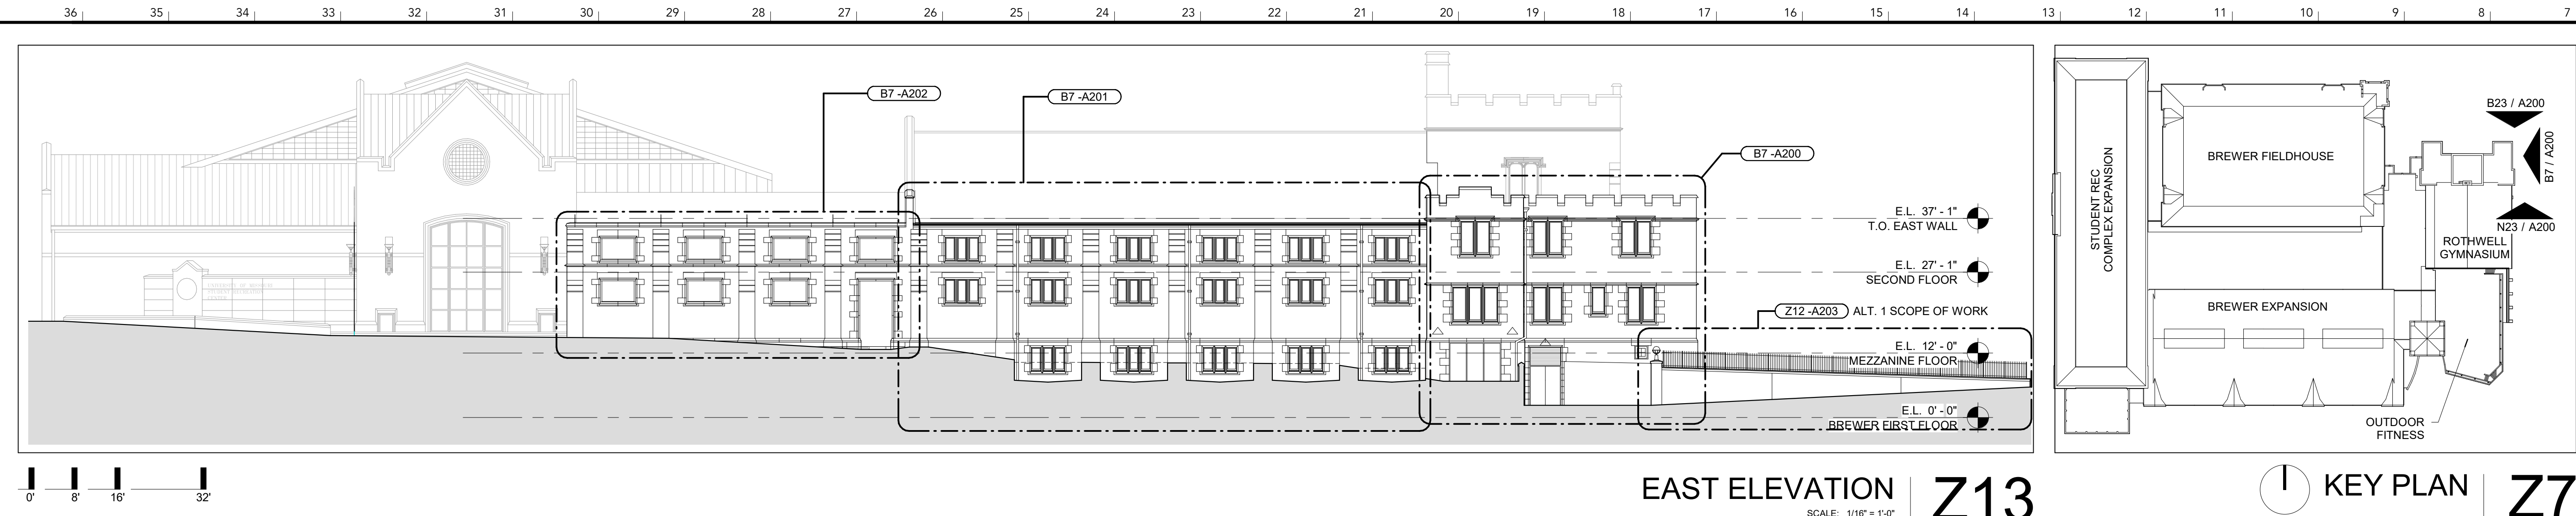 36 35 34 33 32 31 30 29 28 27 26 25 24 23 22 21 20 19 18 17 16 15 14 13 12 11 10 9 8 7
B7 -A202
B7 -A201
B7 -A200
E.L. 37' - 1"
T.O. EAST WALL
E.L. 27' - 1"
SECOND FLOOR
Z12 -A203 ALT. 1 SCOPE OF WORK
E.L. 12' - 0"
MEZZANINE FLOOR
E.L. 0' - 0"
BREWER FIRST FLOOR
UNIVERSITY OF MISSOURI
CENTER
0' 8' 16' 32'
EAST ELEVATION Z13
SCALE: 1/16" = 1'-0"
STUDENT REC
COMPLEX EXPANSION
BREWER FIELDHOUSE
B23 / A200
B7 / A200
N23 / A200
ROTHWELL
GYMNASIUM
BREWER EXPANSION
OUTDOOR
FITNESS
KEY PLAN Z7